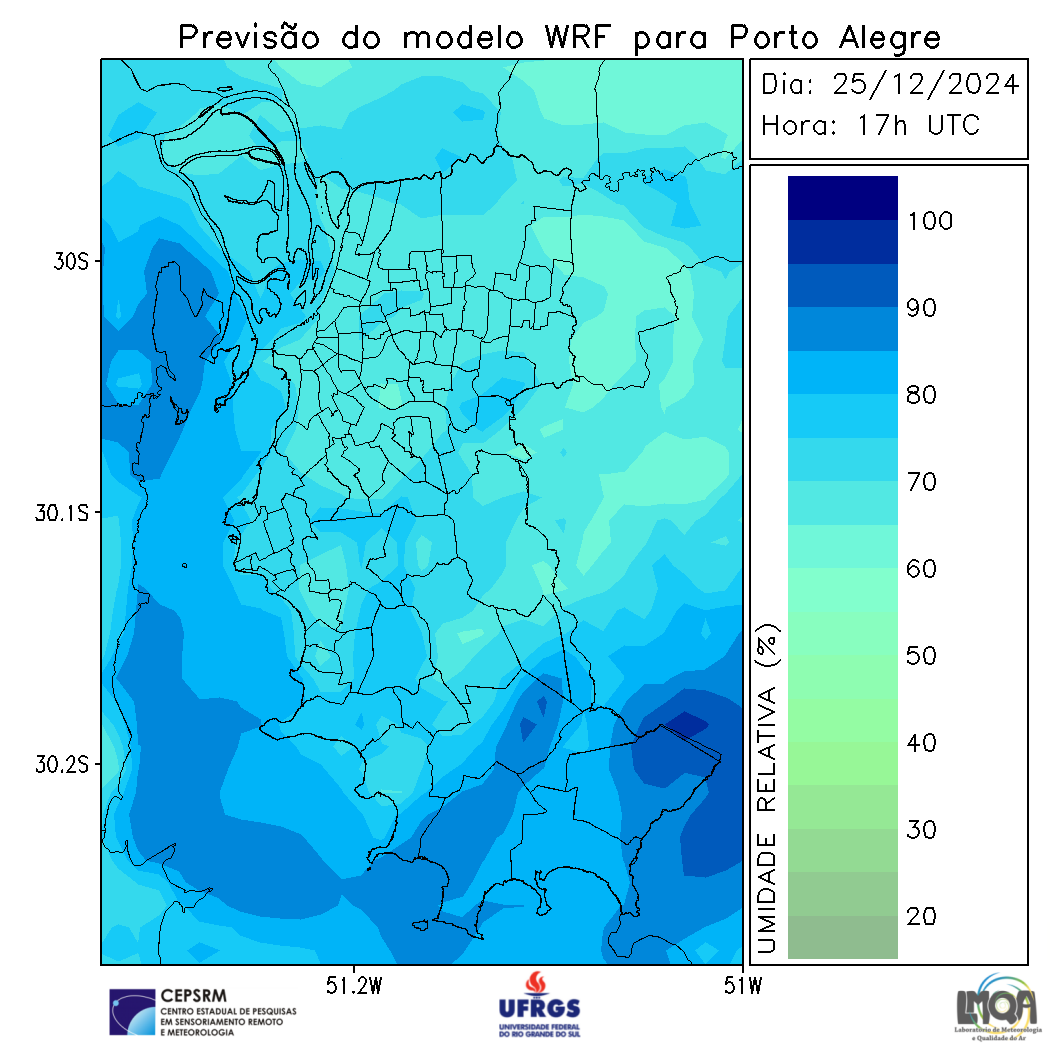 Previsão do modelo WRF para Porto Alegre
Dia: 25/12/2024
Hora: 17h UTC
30S
30.1S
30.2S
51.2W
51W
100
90
80
70
60
50
40
30
20
UMIDADE RELATIVA (%)
CEPSRM
CENTRO ESTADUAL DE PESQUISAS
EM SENSORIAMENTO REMOTO
E METEOROLOGIA
UFRGS
UNIVERSIDADE FEDERAL
DO RIO GRANDE DO SUL
LMQA
Laboratório de Meteorologia
e Qualidade do Ar